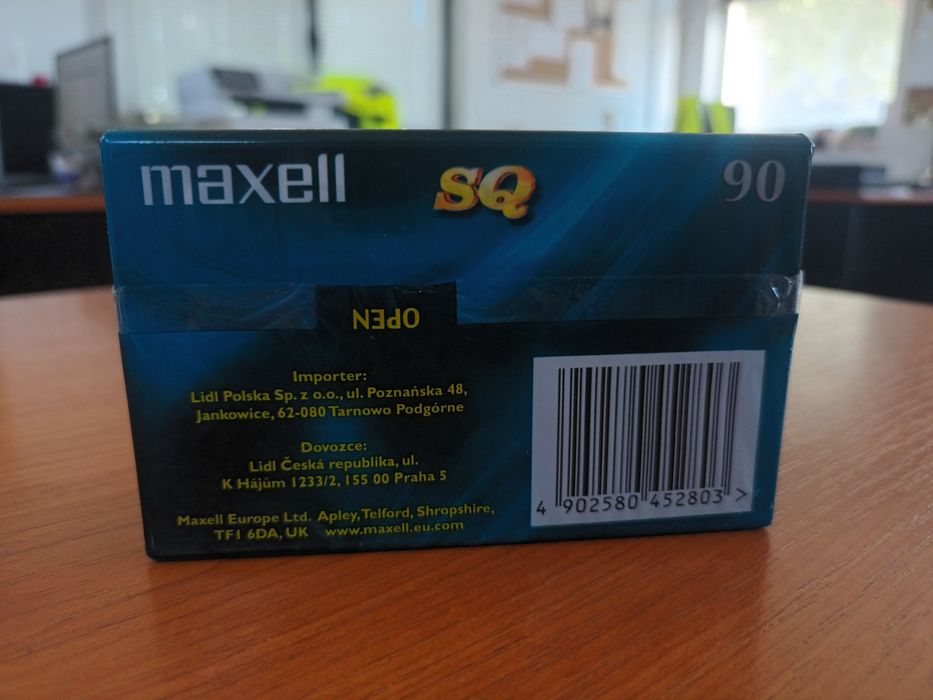 maxell SQ 90
OPEN
Importer:
Lidl Polska Sp. z o.o., ul. Poznańska 48,
Jankowice, 62-080 Tarnowo Podgórne
Dovozce:
Lidl Česká republika, ul.
K Hájům 1233/2, 155 00 Praha 5
Maxell Europe Ltd. Apley, Telford, Shropshire,
TF1 6DA, UK www.maxell.eu.com
4 902580 452803 >